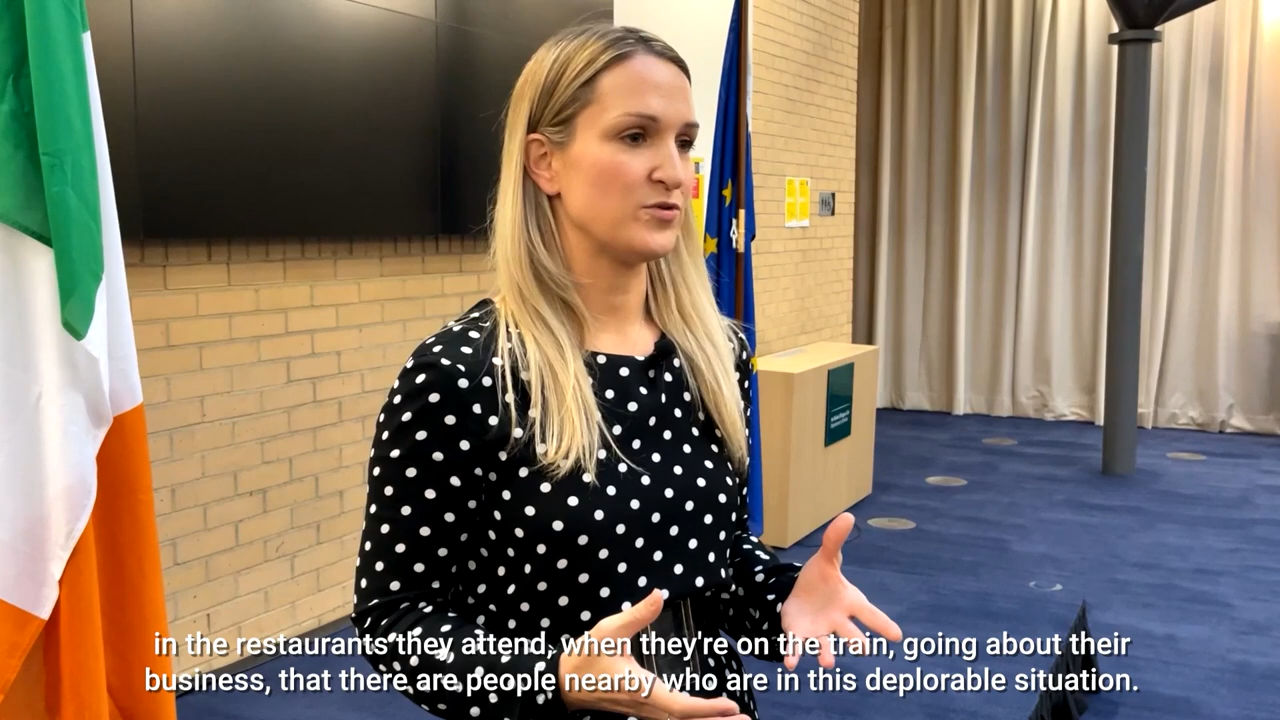 in the restaurants they attend, when they're on the train, going about their
business, that there are people nearby who are in this deplorable situation.